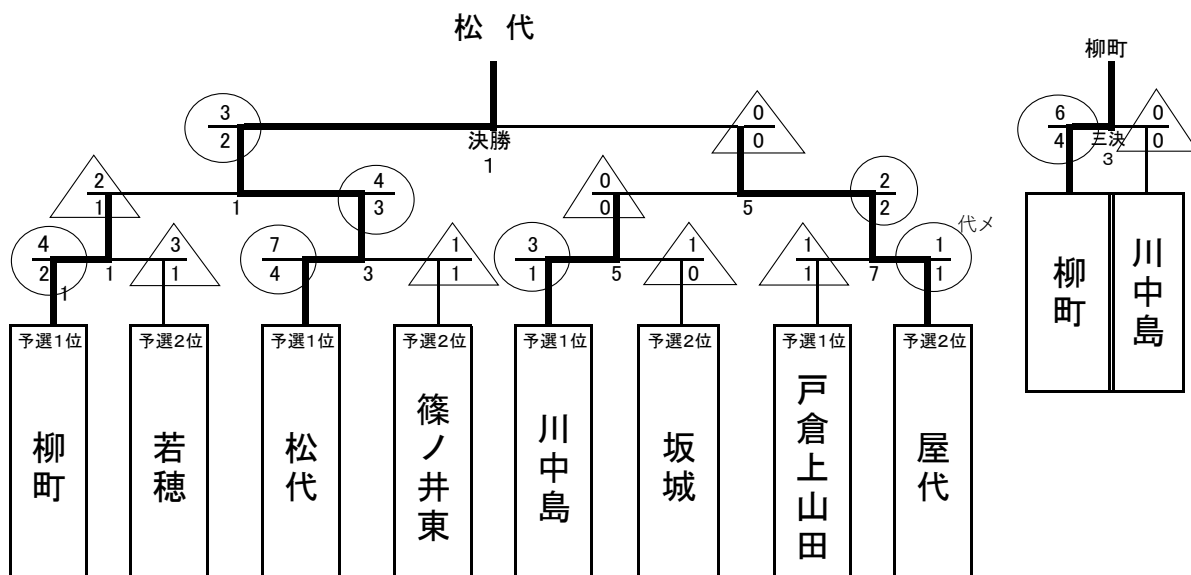 松 代
柳町
3 0 6 0
2 決勝 0 4 三決 0
1 3
2 4 0 2
1 1 3 0 5 2
代メ
4 3 7 1 3 1 1 1
2 1 1 1 4 3 1 1 5 0 1 7 1
予選1位 予選2位 予選1位 予選2位 予選1位 予選2位 予選1位 予選2位
柳町
若穂
松代
篠ノ井東
川中島
坂城
戸倉上山田
屋代
柳町
川中島